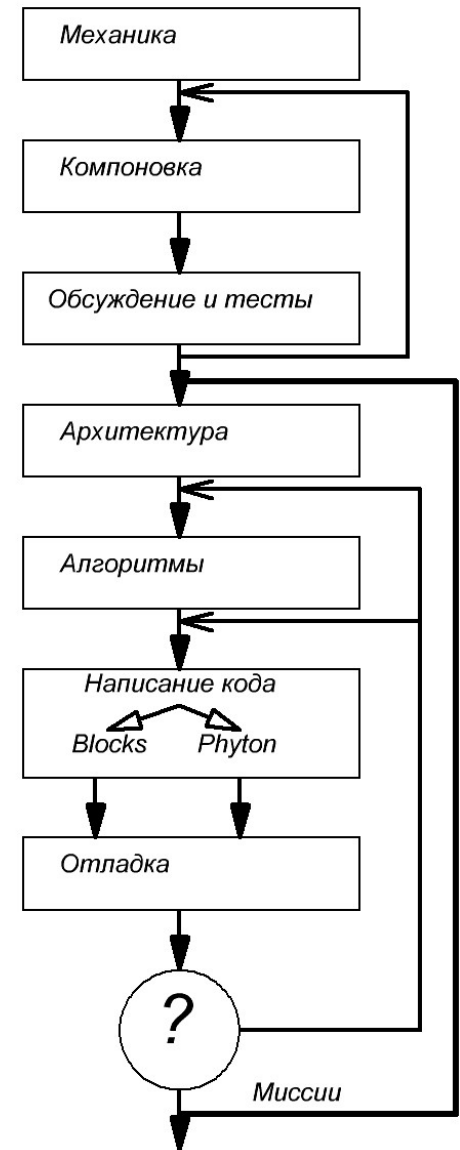 Механика
Компоновка
Обсуждение и тесты
Архитектура
Алгоритмы
Написание кода
Blocks Phyton
Отладка
?
Миссии